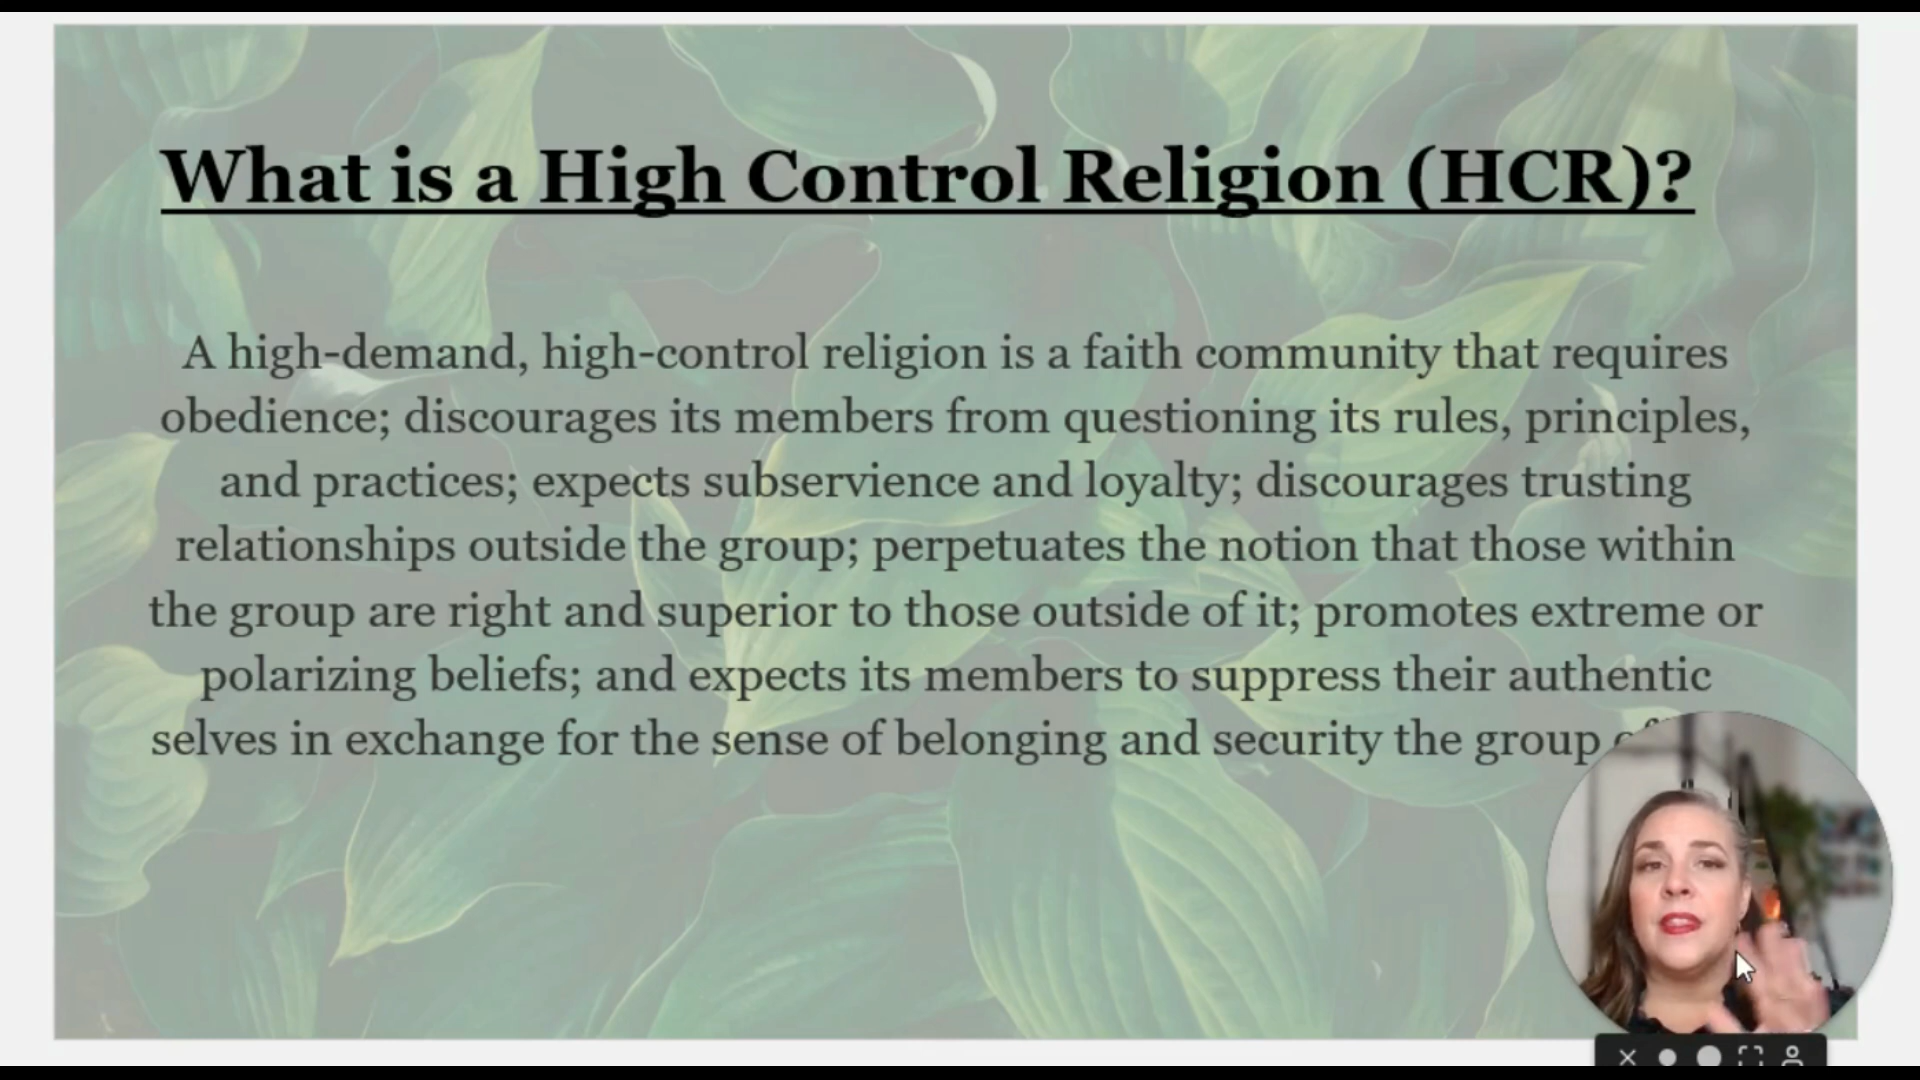 What is a High Control Religion (HCR)?
A high-demand, high-control religion is a faith community that requires
obedience; discourages its members from questioning its rules, principles,
and practices; expects subservience and loyalty; discourages trusting
relationships outside the group; perpetuates the notion that those within
the group are right and superior to those outside of it; promotes extreme or
polarizing beliefs; and expects its members to suppress their authentic
selves in exchange for the sense of belonging and security the group